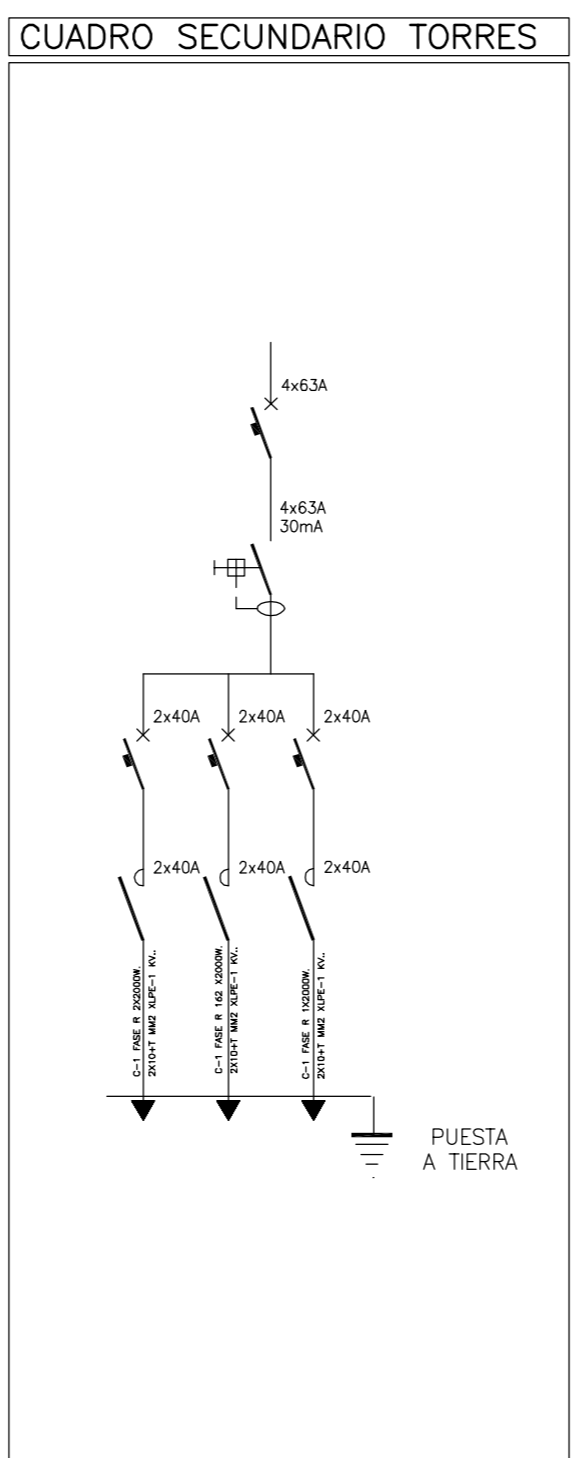 CUADRO SECUNDARIO TORRES
4x63A
4x63A
30mA
2x40A
2x40A
2x40A
2x40A
2x40A
2x40A
C-1 FASE R 2X2000W.
2X10+T MM2 XLPE-1 KV..
C-1 FASE R 162 X2000W.
2X10+T MM2 XLPE-1 KV..
C-1 FASE R 1X2000W.
2X10+T MM2 XLPE-1 KV..
PUESTA
A TIERRA